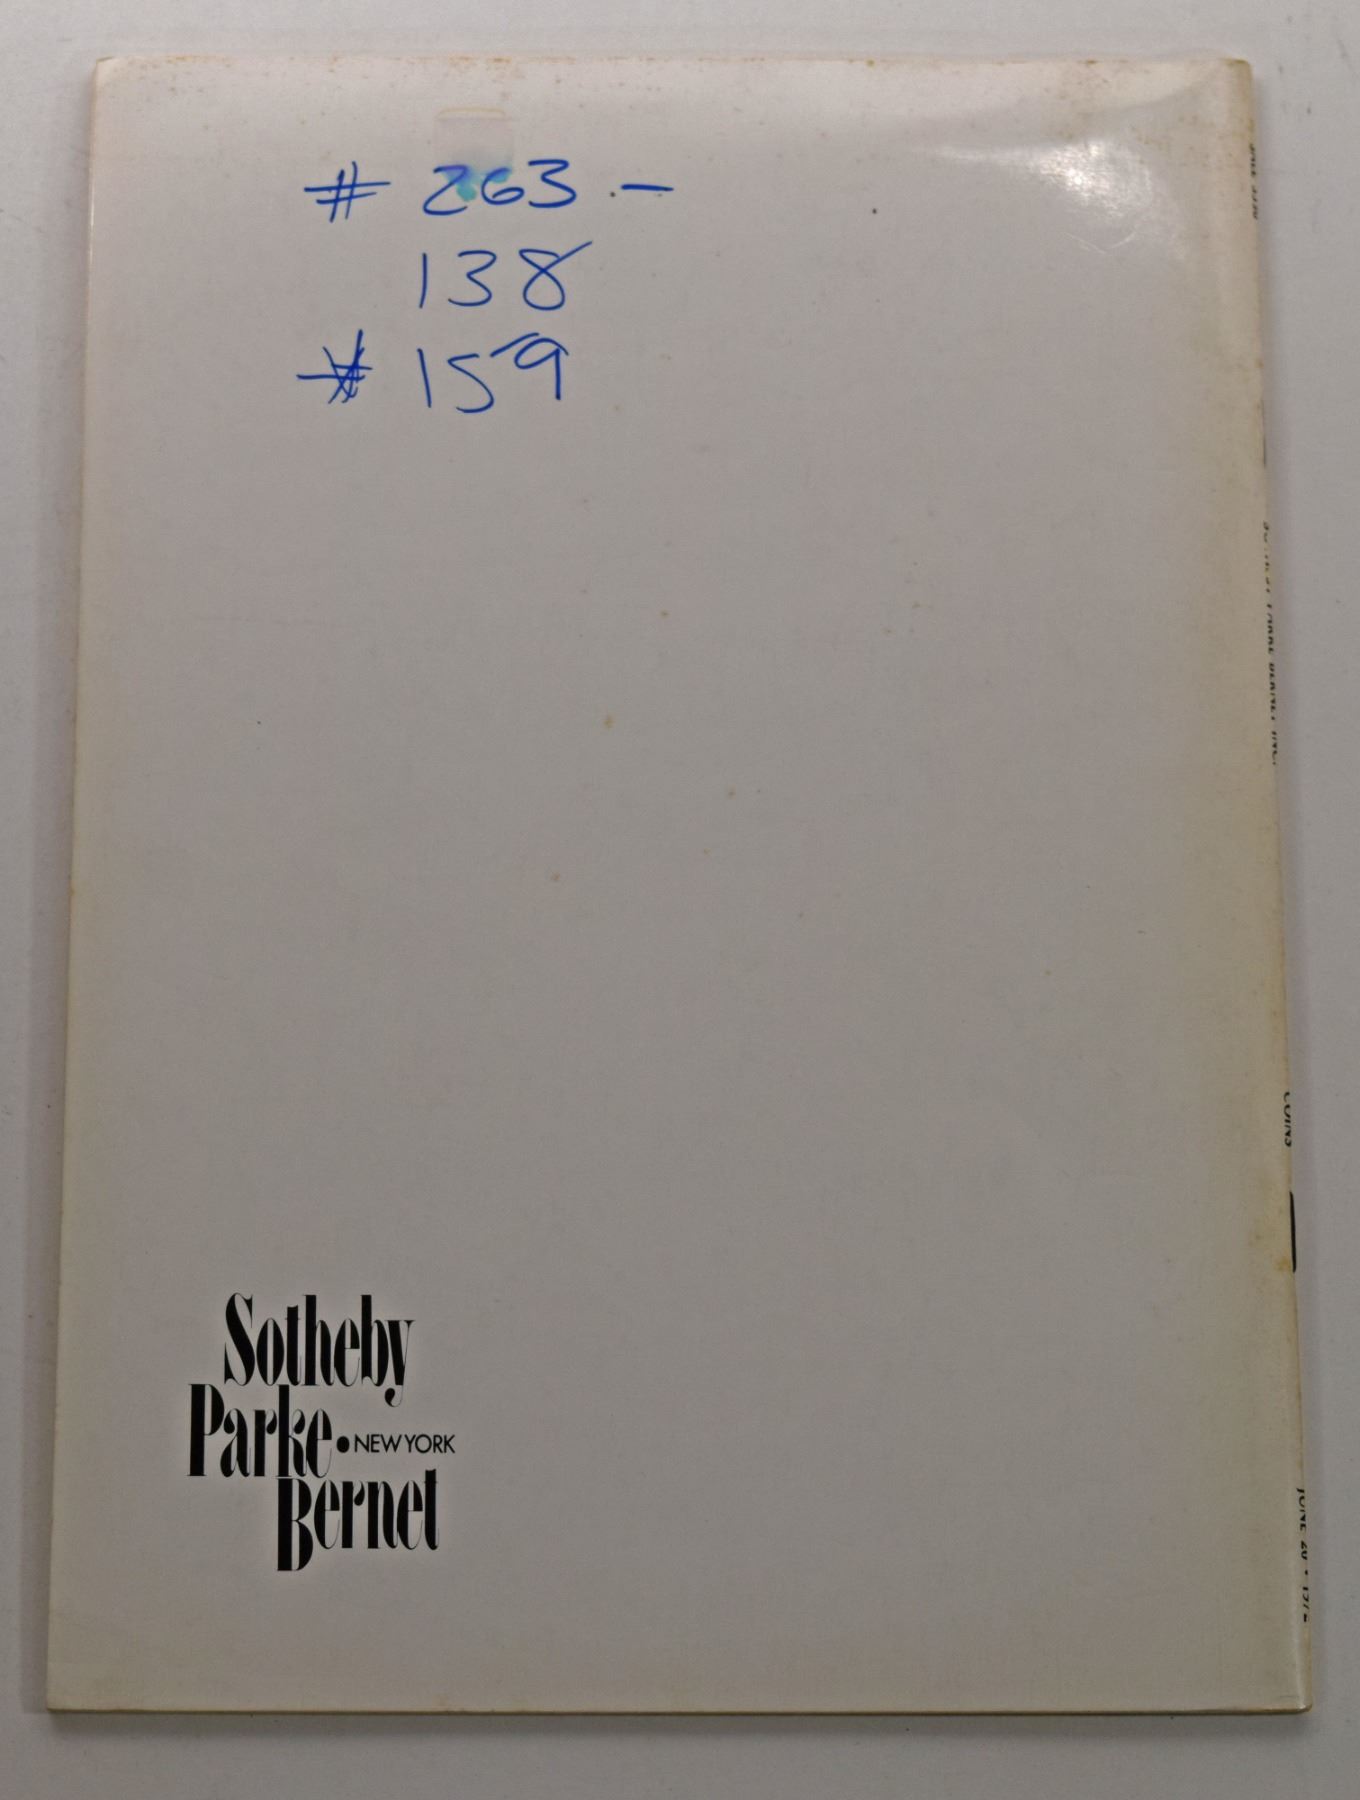 # 263 . —
138
# 159
Sotheby
Parke • NEW YORK
Bernet
COINS